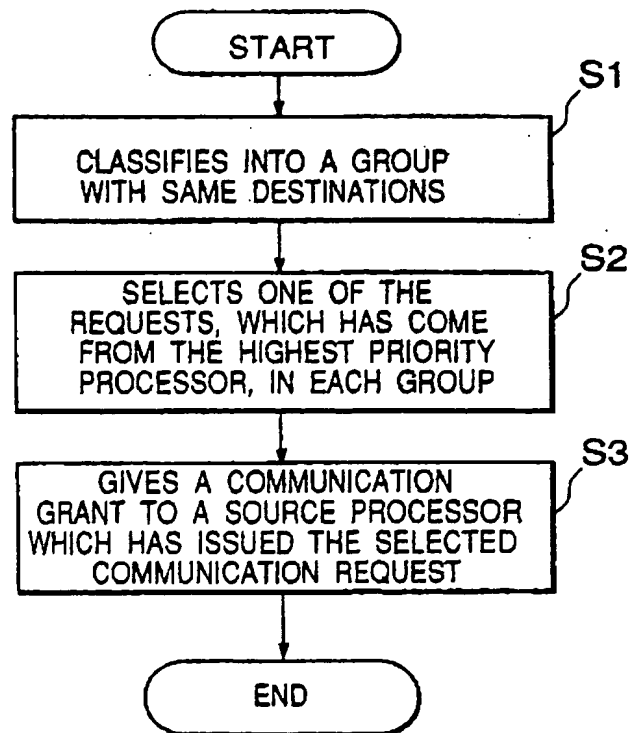 START
S1
CLASSIFIES INTO A GROUP
WITH SAME DESTINATIONS
S2
SELECTS ONE OF THE
REQUESTS, WHICH HAS COME
FROM THE HIGHEST PRIORITY
PROCESSOR, IN EACH GROUP
S3
GIVES A COMMUNICATION
GRANT TO A SOURCE PROCESSOR
WHICH HAS ISSUED THE SELECTED
COMMUNICATION REQUEST
END